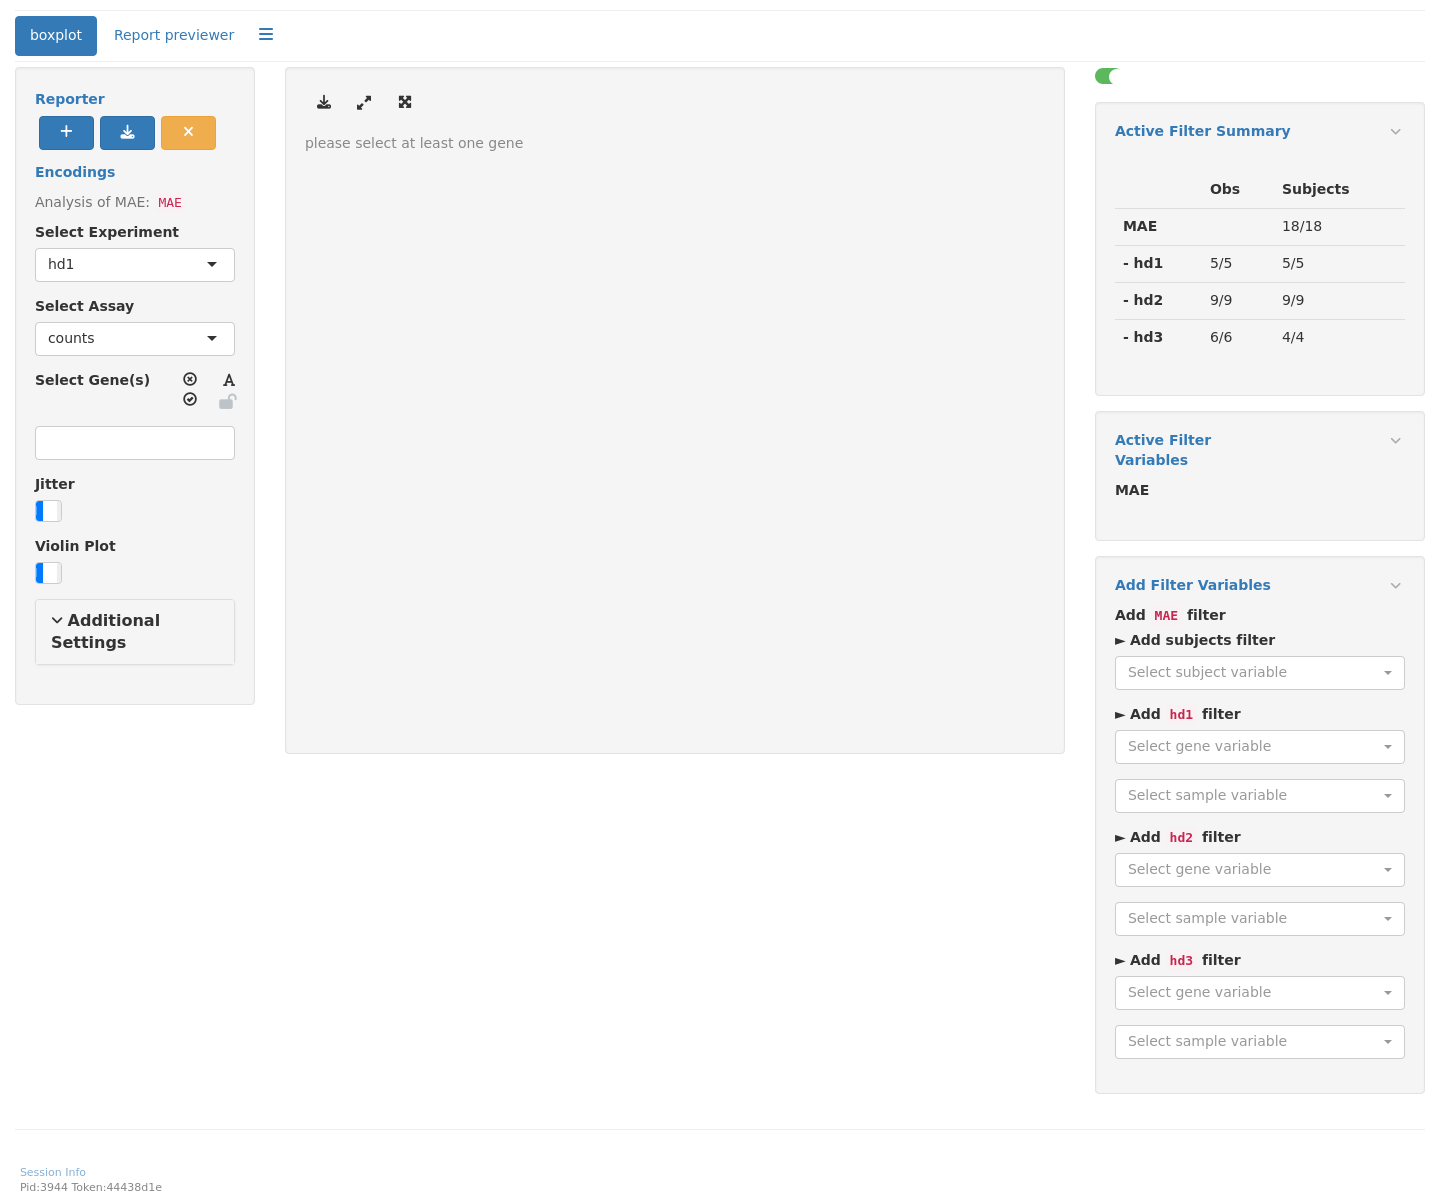 boxplot Report previewer
Reporter
Encodings
Analysis of MAE: MAE
Select Experiment
hd1
Select Assay
counts
Select Gene(s)
Jitter
Violin Plot
Additional
Settings
please select at least one gene
Active Filter Summary
Obs Subjects
MAE 18/18
- hd1 5/5 5/5
- hd2 9/9 9/9
- hd3 6/6 4/4
Active Filter
Variables
MAE
Add Filter Variables
Add MAE filter
► Add subjects filter
Select subject variable
► Add hd1 filter
Select gene variable
Select sample variable
► Add hd2 filter
Select gene variable
Select sample variable
► Add hd3 filter
Select gene variable
Select sample variable
Session Info
Pid:3944 Token:44438d1e